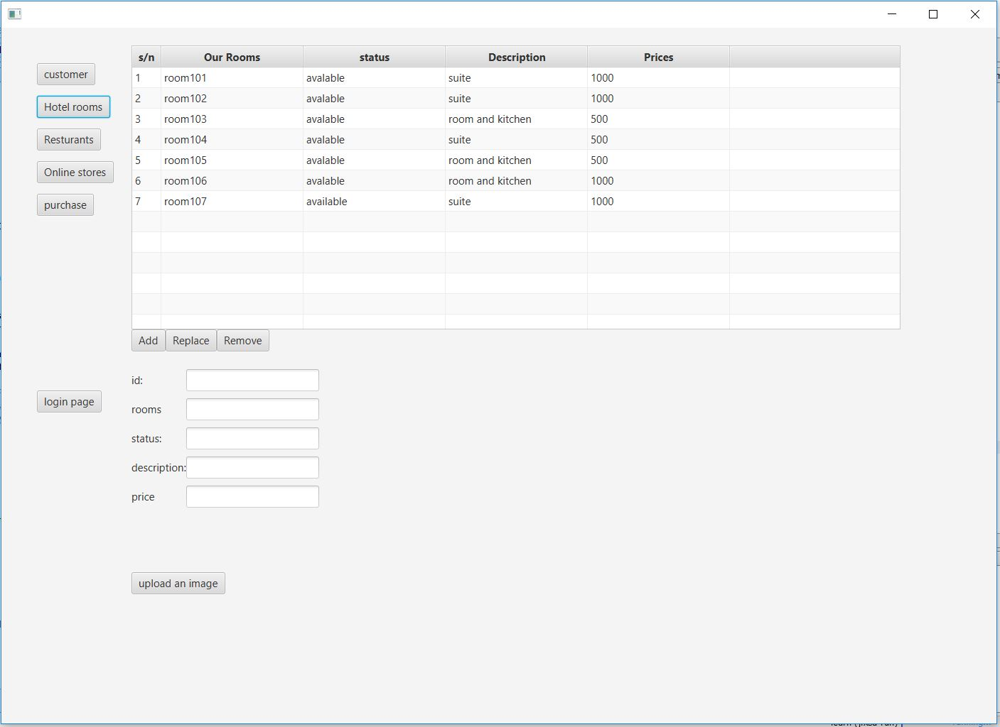 s/n Our Rooms status Description Prices
1 room101 avalable suite 1000
2 room102 avalable suite 1000
3 room103 avalable room and kitchen 500
4 room104 avalable suite 500
5 room105 avalable room and kitchen 500
6 room106 avalable room and kitchen 1000
7 room107 available suite 1000
customer
Hotel rooms
Resturants
Online stores
purchase
login page
Add Replace Remove
id:
rooms
status:
description:
price
upload an image